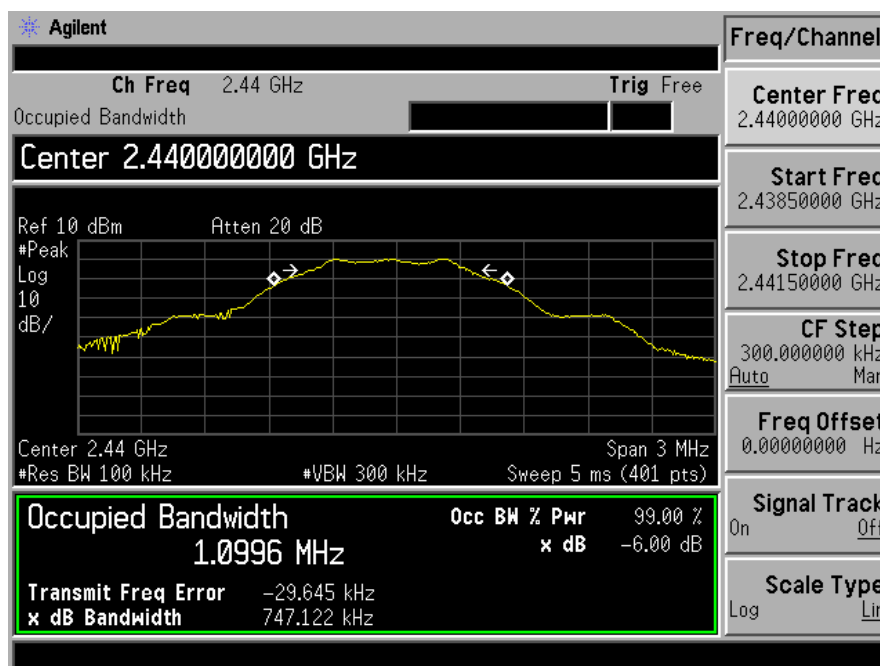 Agilent
Freq/Channel
Ch Freq 2.44 GHz Trig Free
Occupied Bandwidth
Center 2.440000000 GHz
Ref 10 dBm Atten 20 dB
#Peak
Log
10
dB/
Center 2.44 GHz Span 3 MHz
#Res BW 100 kHz #VBW 300 kHz Sweep 5 ms (401 pts)
Occupied Bandwidth
1.0996 MHz
Occ BW % Pwr 99.00 %
x dB -6.00 dB
Transmit Freq Error -29.645 kHz
x dB Bandwidth 747.122 kHz
Center Freq
2.44000000 GHz
Start Freq
2.43850000 GHz
Stop Freq
2.44150000 GHz
CF Step
300.000000 kHz
Auto Man
Freq Offset
0.00000000 Hz
Signal Track
On Off
Scale Type
Log Lin